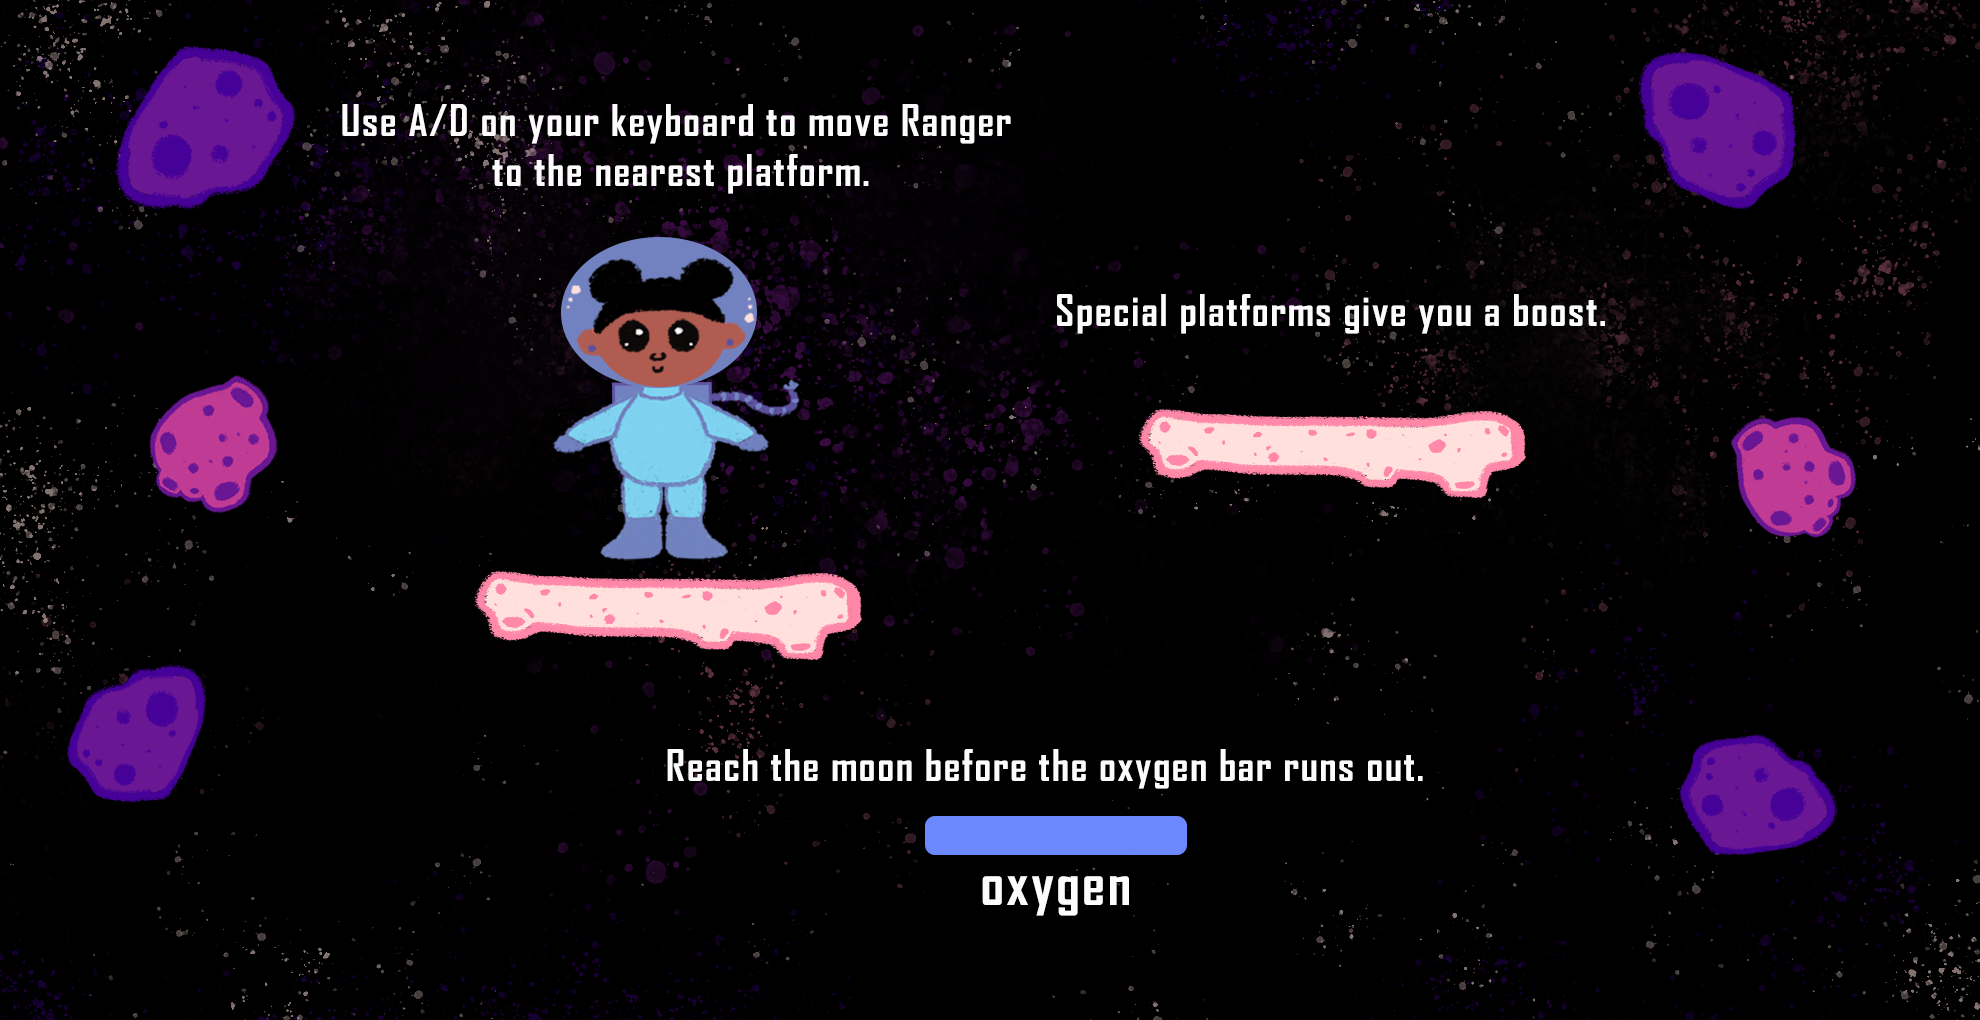 Use A/D on your keyboard to move Ranger
to the nearest platform.
Special platforms give you a boost.
Reach the moon before the oxygen bar runs out.
oxygen